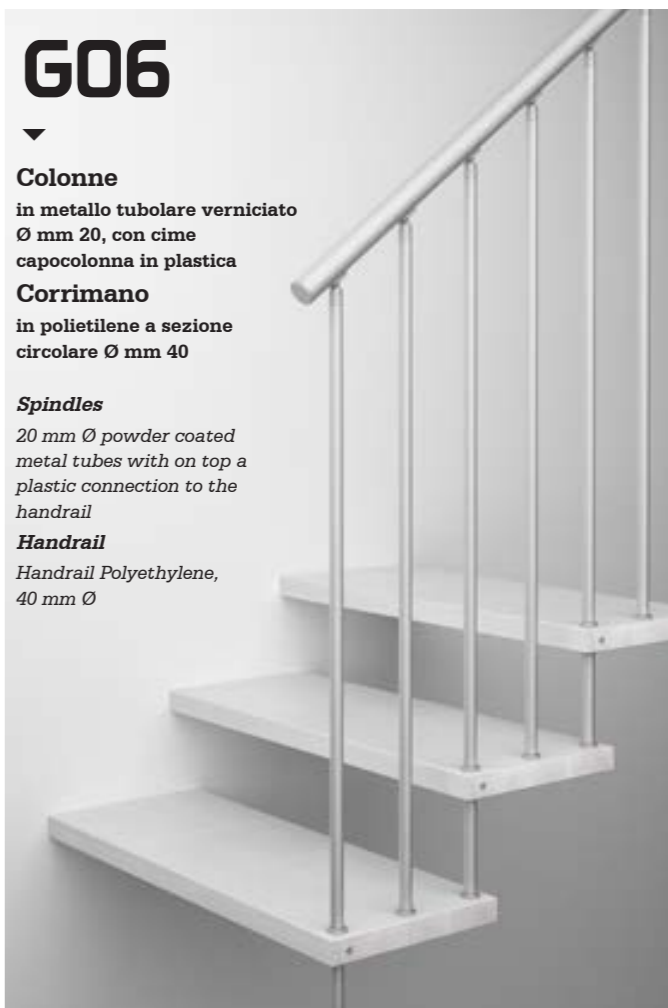 G06
Colonne
in metallo tubolare verniciato
Ø mm 20, con cime
capocolonna in plastica
Corrimano
in polietilene a sezione
circolare Ø mm 40
Spindles
20 mm Ø powder coated
metal tubes with on top a
plastic connection to the
handrail
Handrail
Handrail Polyethylene,
40 mm Ø